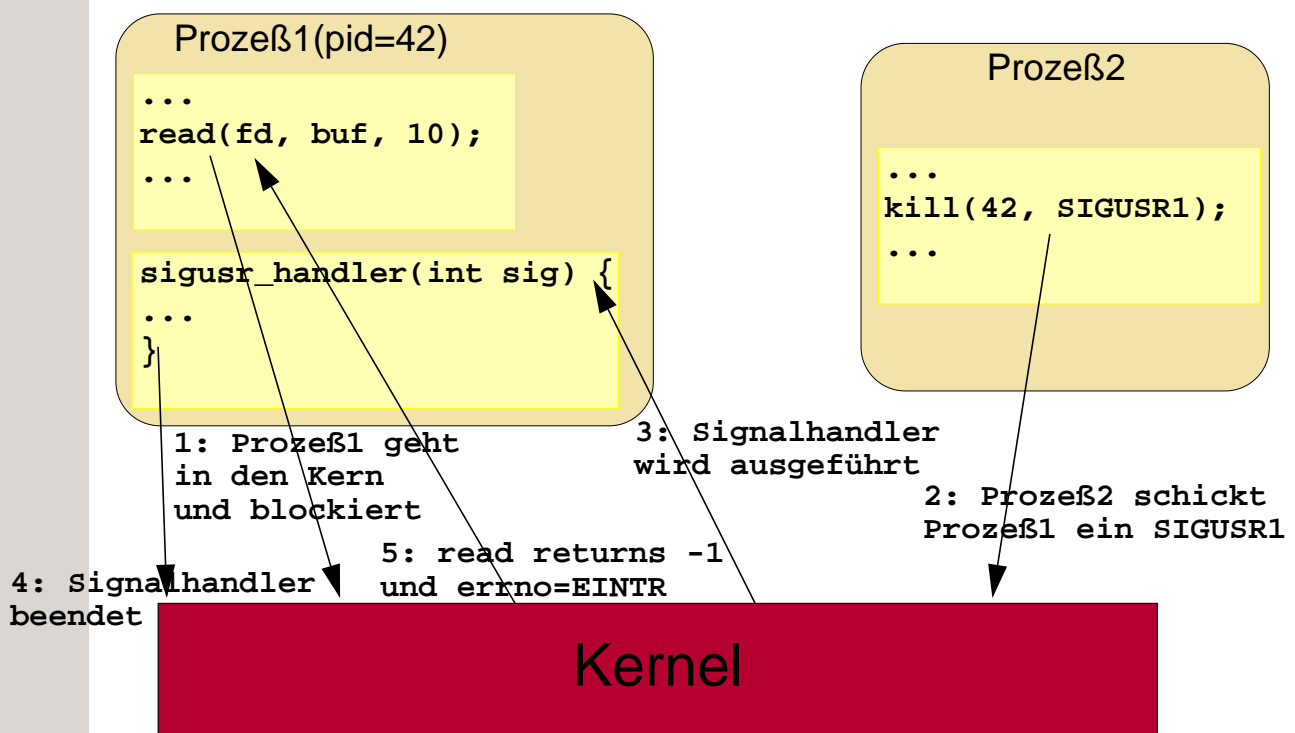 Prozeß1(pid=42)
...
read(fd, buf, 10);
...
sigusr_handler(int sig) {
...
}
Prozeß2
...
kill(42, SIGUSR1);
...
1: Prozeß1 geht
in den Kern
und blockiert
2: Prozeß2 schickt
Prozeß1 ein SIGUSR1
3: Signalhandler
wird ausgeführt
4: Signalhandler
beendet
5: read returns -1
und errno=EINTR
Kernel